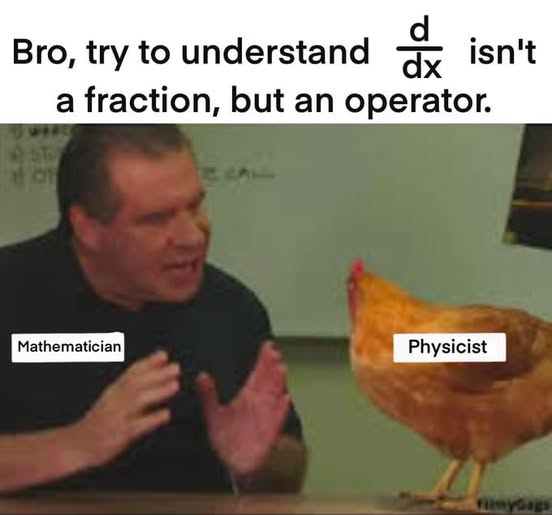 Bro, try to understand d/dx isn't
a fraction, but an operator.
Mathematician
Physicist